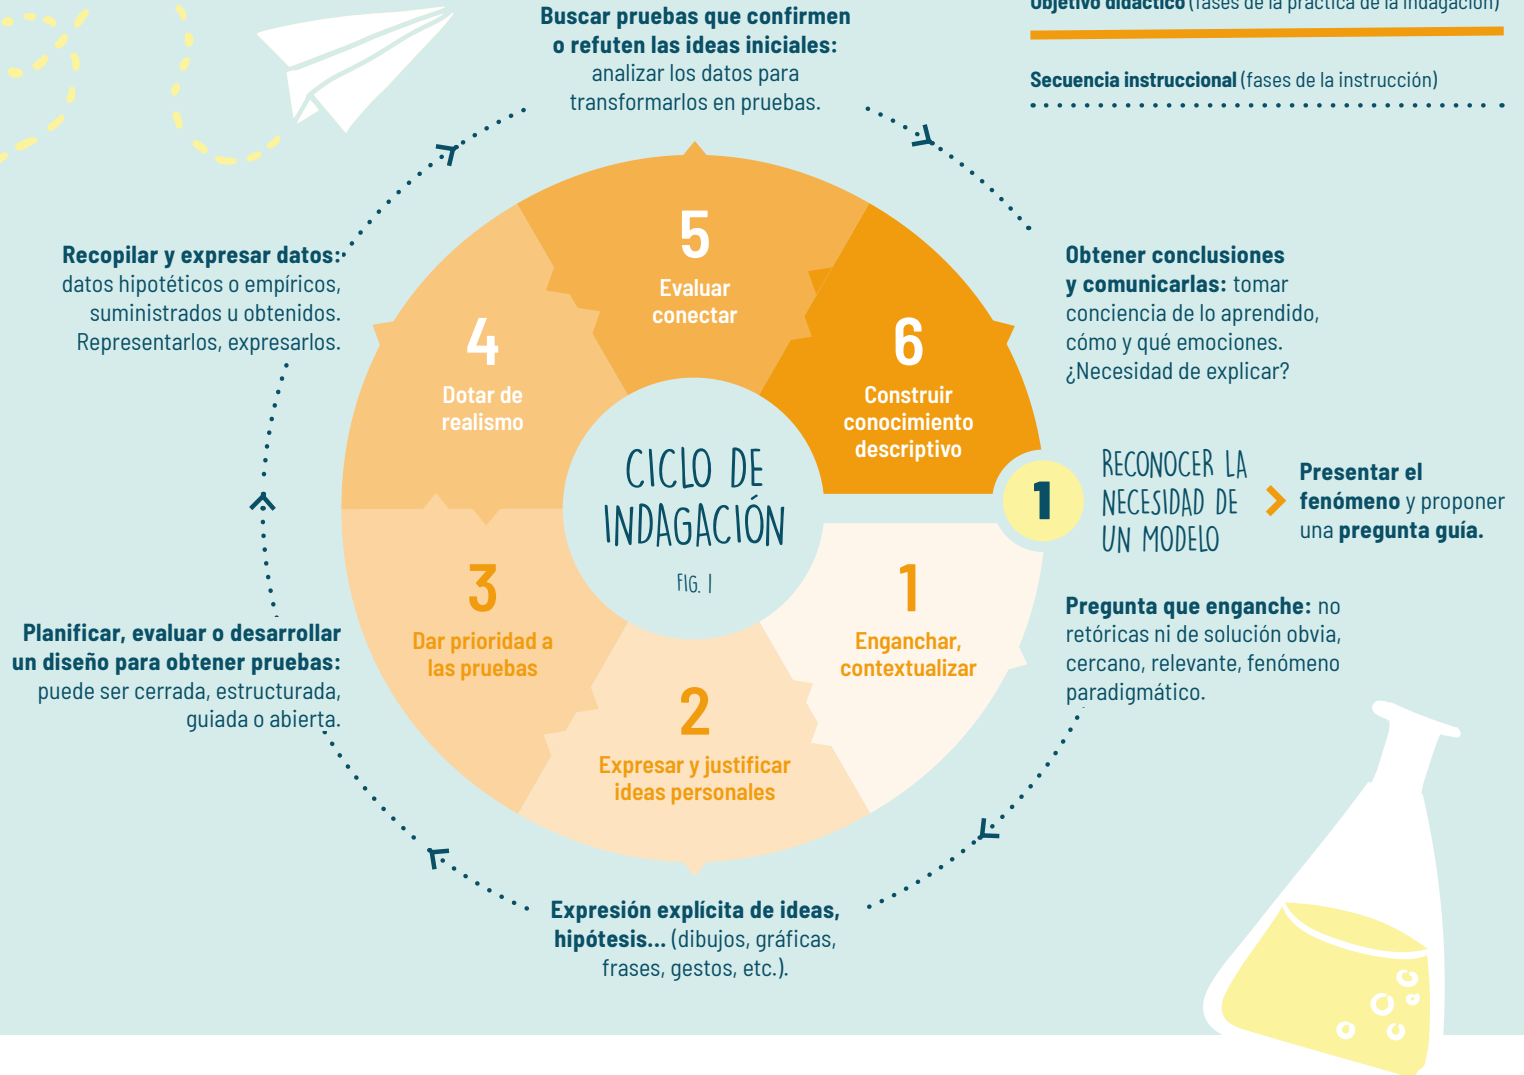 Buscar pruebas que confirmen
o refuten las ideas iniciales:
analizar los datos para
transformarlos en pruebas.
Objetivo didáctico (fases de la práctica de la indagación)
Secuencia instruccional (fases de la instrucción)
Recopilar y expresar datos:
datos hipotéticos o empíricos,
suministrados u obtenidos.
Representarlos, expresarlos.
Obtener conclusiones
y comunicarlas: tomar
conciencia de lo aprendido,
cómo y qué emociones.
¿Necesidad de explicar?
5
Evaluar
conectar
4
Dotar de
realismo
6
Construir
conocimiento
descriptivo
CICLO DE
INDAGACIÓN
FIG. 1
1
RECONOCER LA
NECESIDAD DE
UN MODELO
Presentar el
fenómeno y proponer
una pregunta guía.
3
Dar prioridad a
las pruebas
1
Enganchar,
contextualizar
2
Expresar y justificar
ideas personales
Planificar, evaluar o desarrollar
un diseño para obtener pruebas:
puede ser cerrada, estructurada,
guiada o abierta.
Pregunta que enganche: no
retóricas ni de solución obvia,
cercano, relevante, fenómeno
paradigmático.
Expresión explícita de ideas,
hipótesis... (dibujos, gráficas,
frases, gestos, etc.).